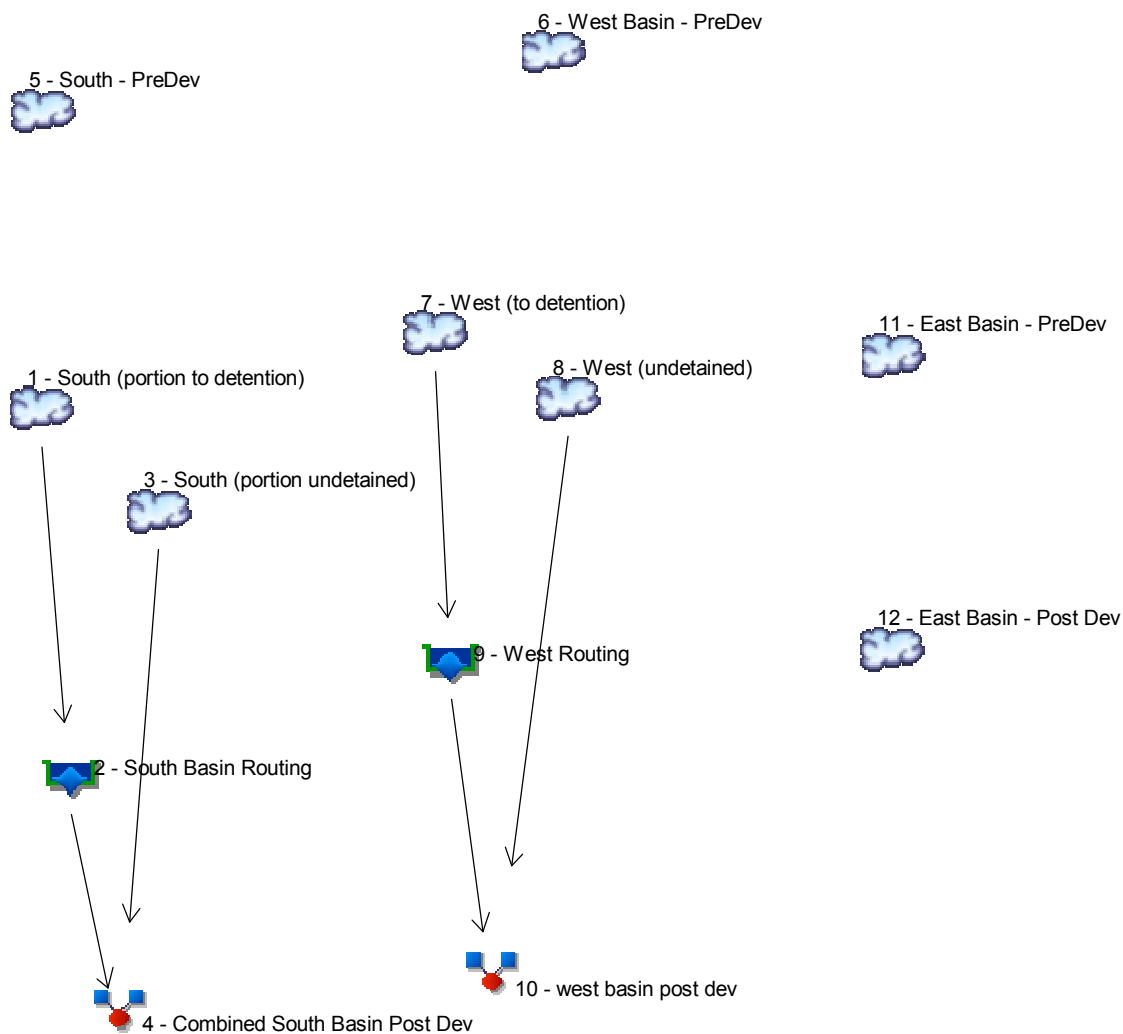 6 - West Basin - PreDev
5 - South - PreDev
7 - West (to detention)
11 - East Basin - PreDev
8 - West (undetained)
1 - South (portion to detention)
3 - South (portion undetained)
12 - East Basin - Post Dev
9 - West Routing
2 - South Basin Routing
10 - west basin post dev
4 - Combined South Basin Post Dev